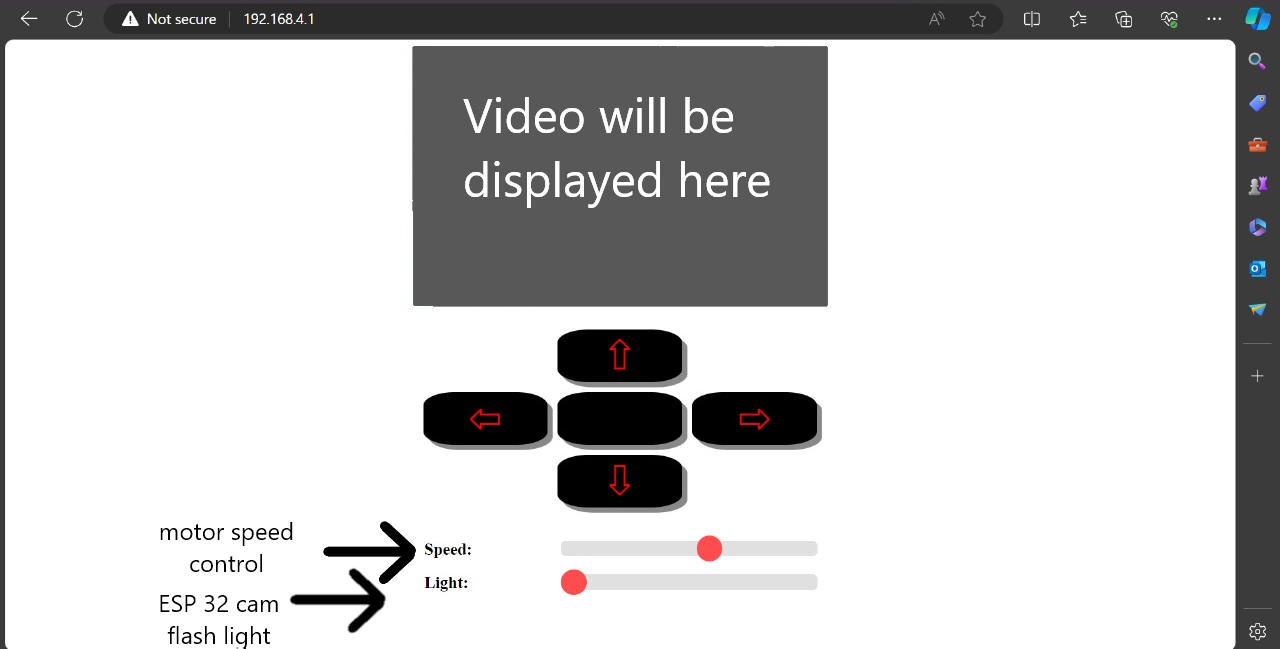 Not secure 192.168.4.1
Video will be
displayed here
motor speed
control
Speed:
Light:
ESP 32 cam
flash light